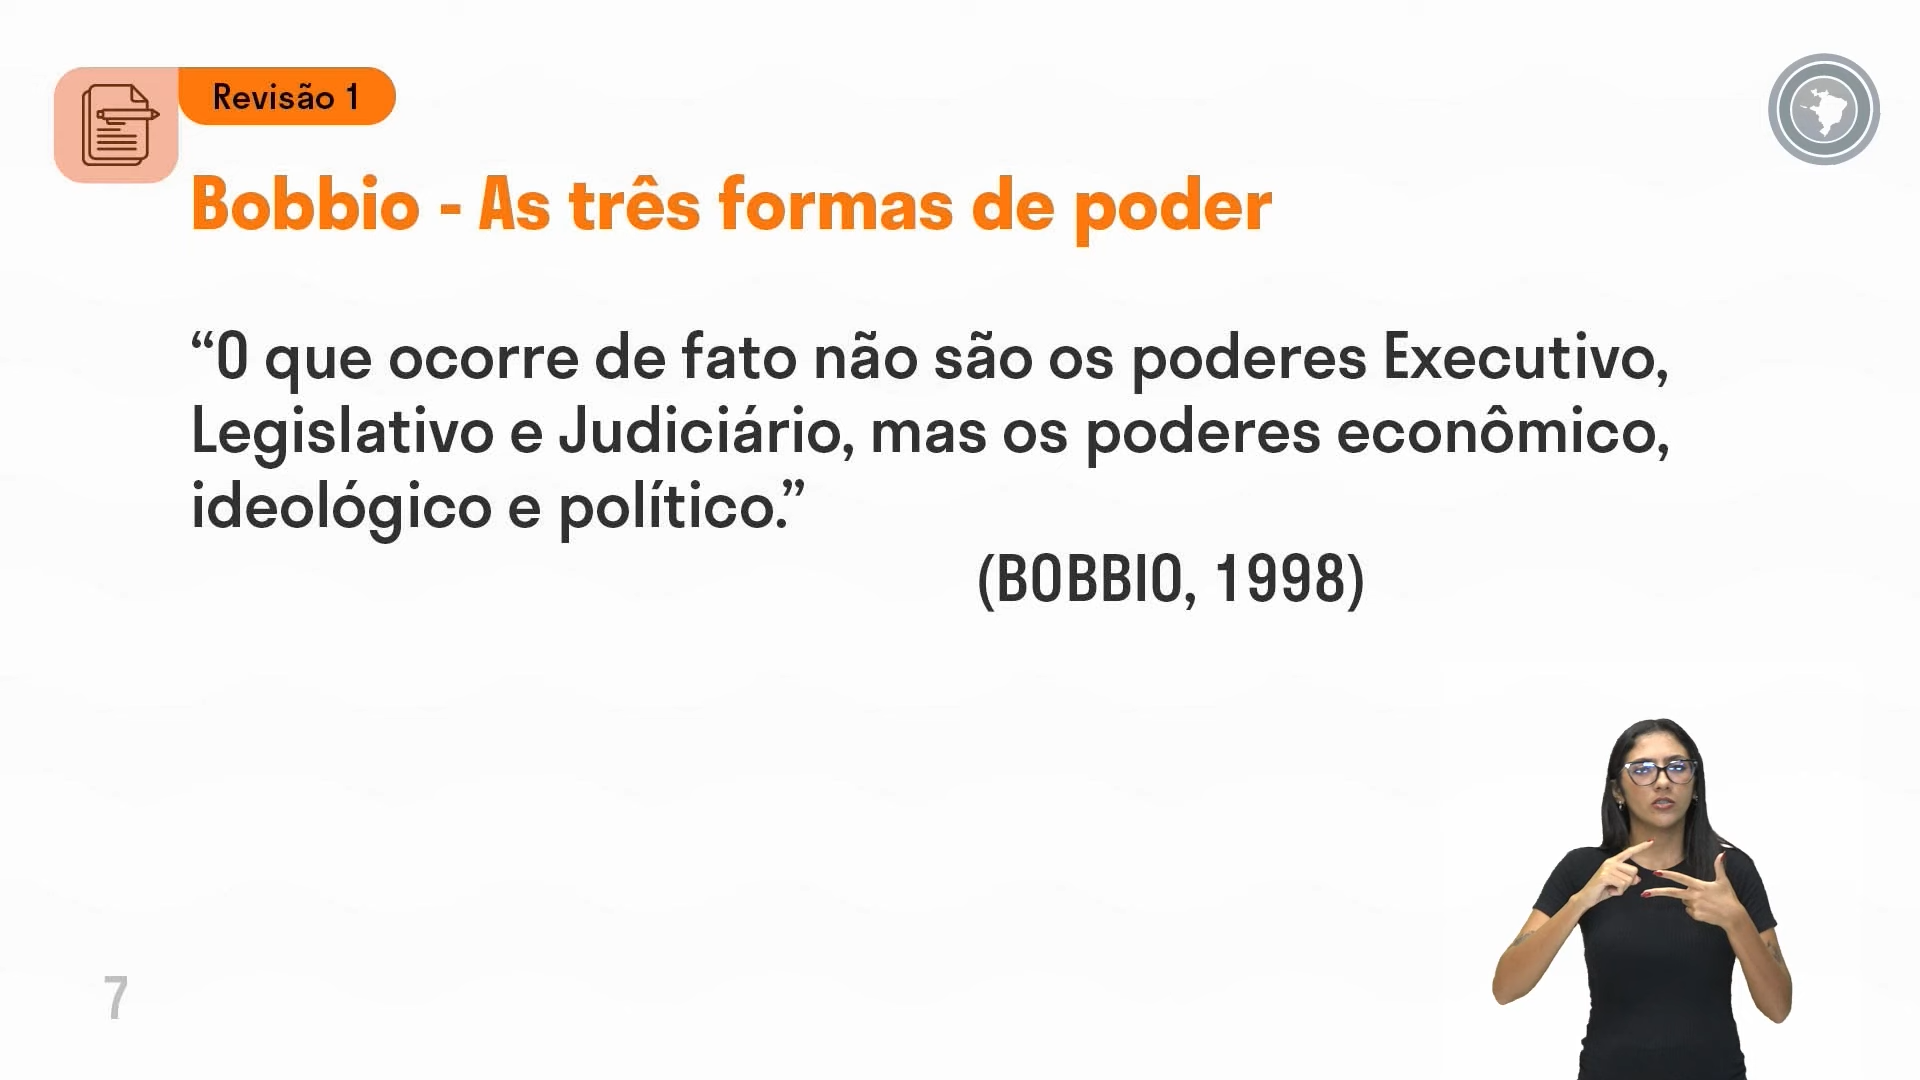 Revisão 1
Bobbio - As três formas de poder
“O que ocorre de fato não são os poderes Executivo,
Legislativo e Judiciário, mas os poderes econômico,
ideológico e político.”
(BOBBIO, 1998)
7